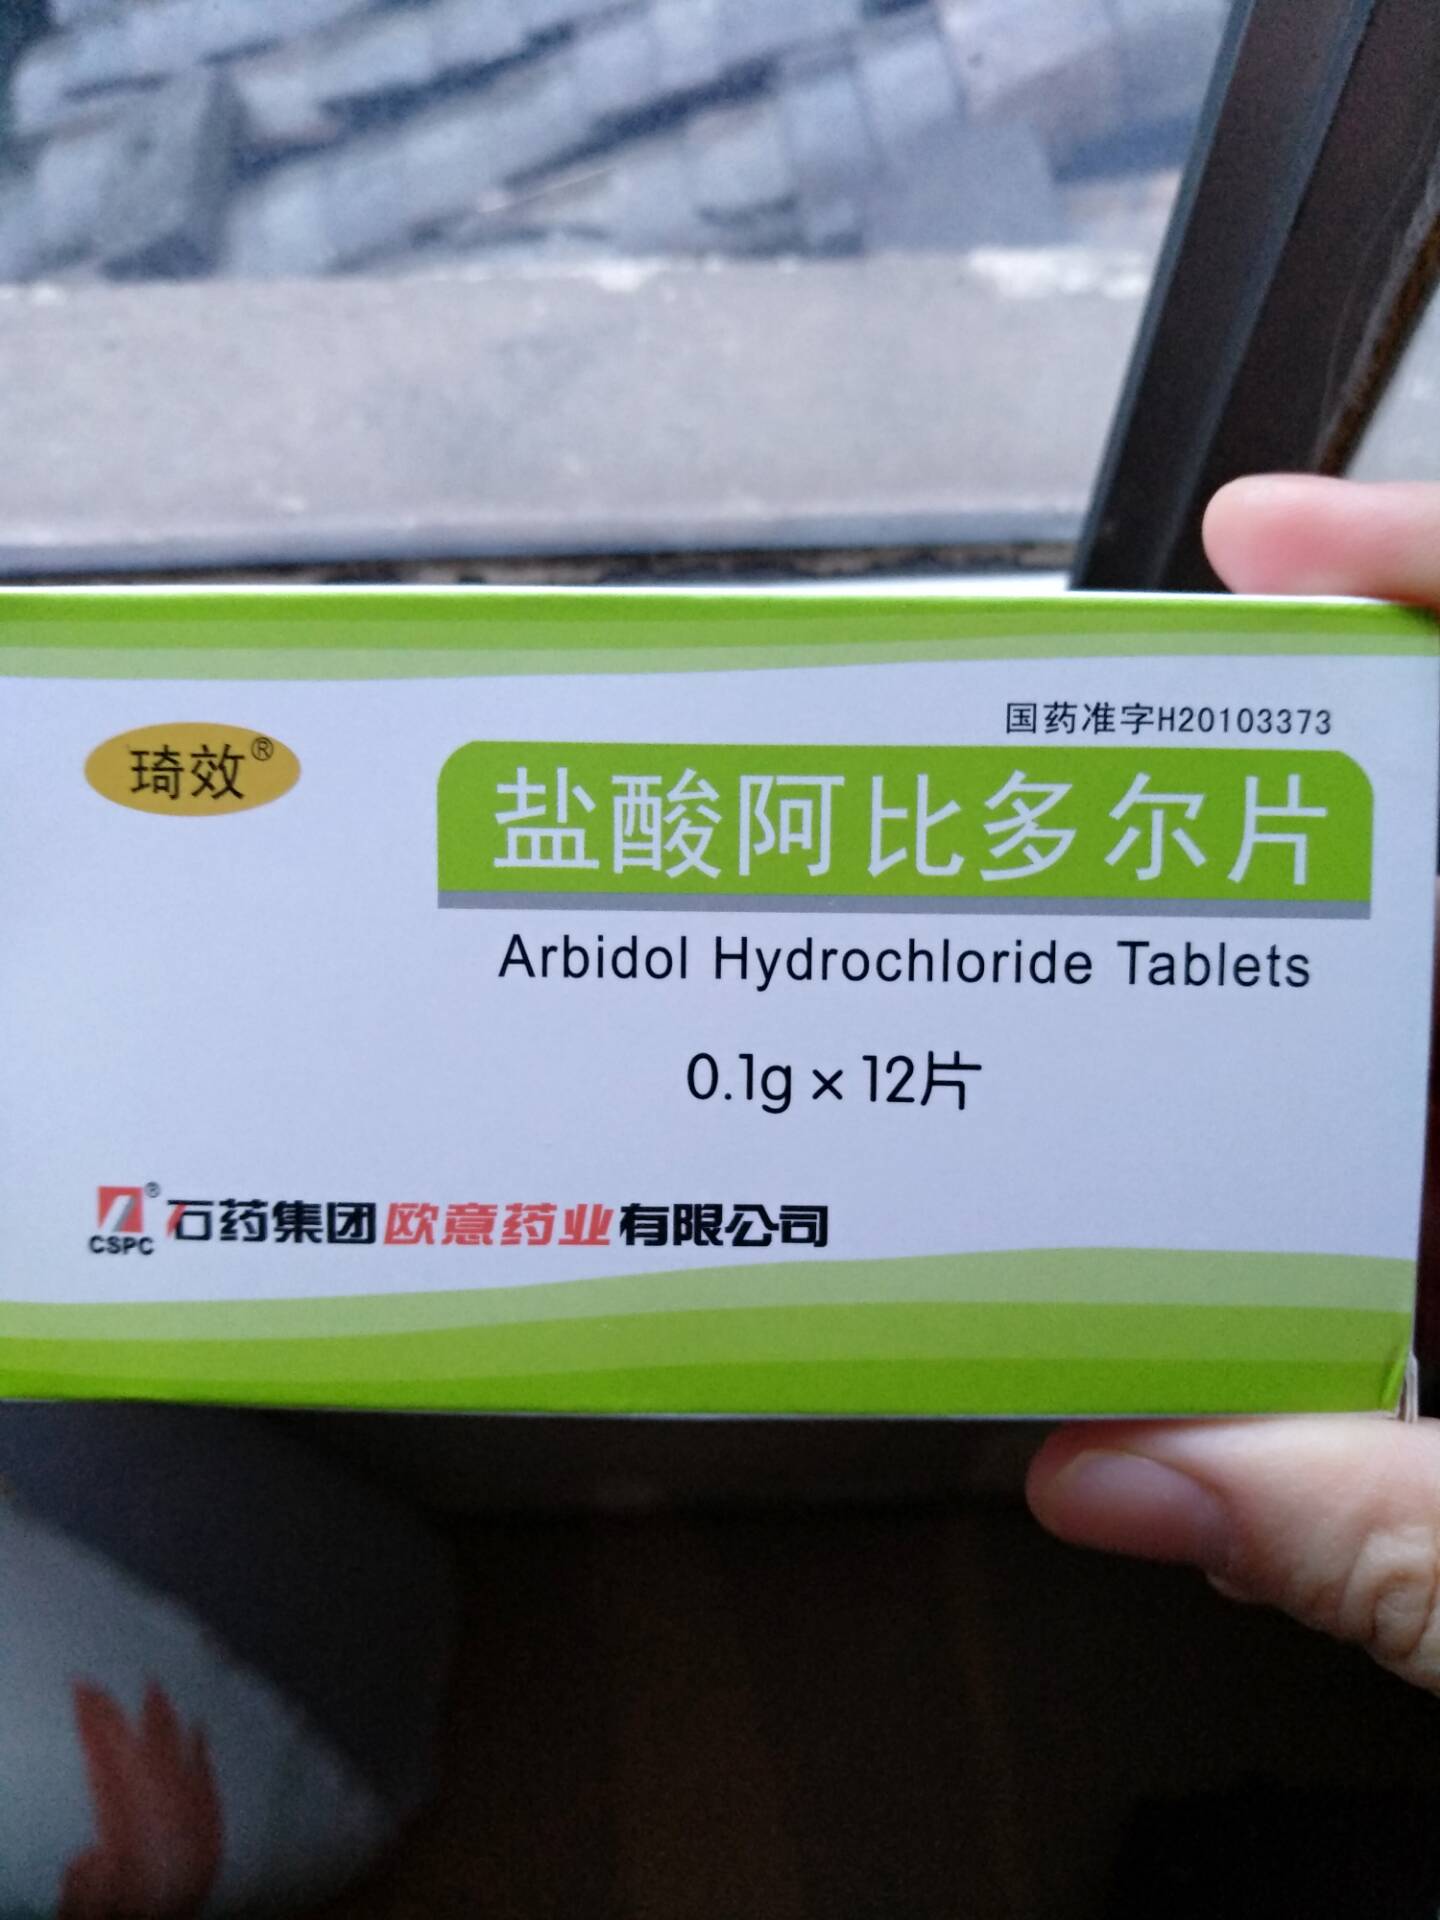 国药准字H20103373
琦效®
盐酸阿比多尔片
Arbidol Hydrochloride Tablets
0.1g×12片
® CSPC 石药集团欧意药业有限公司